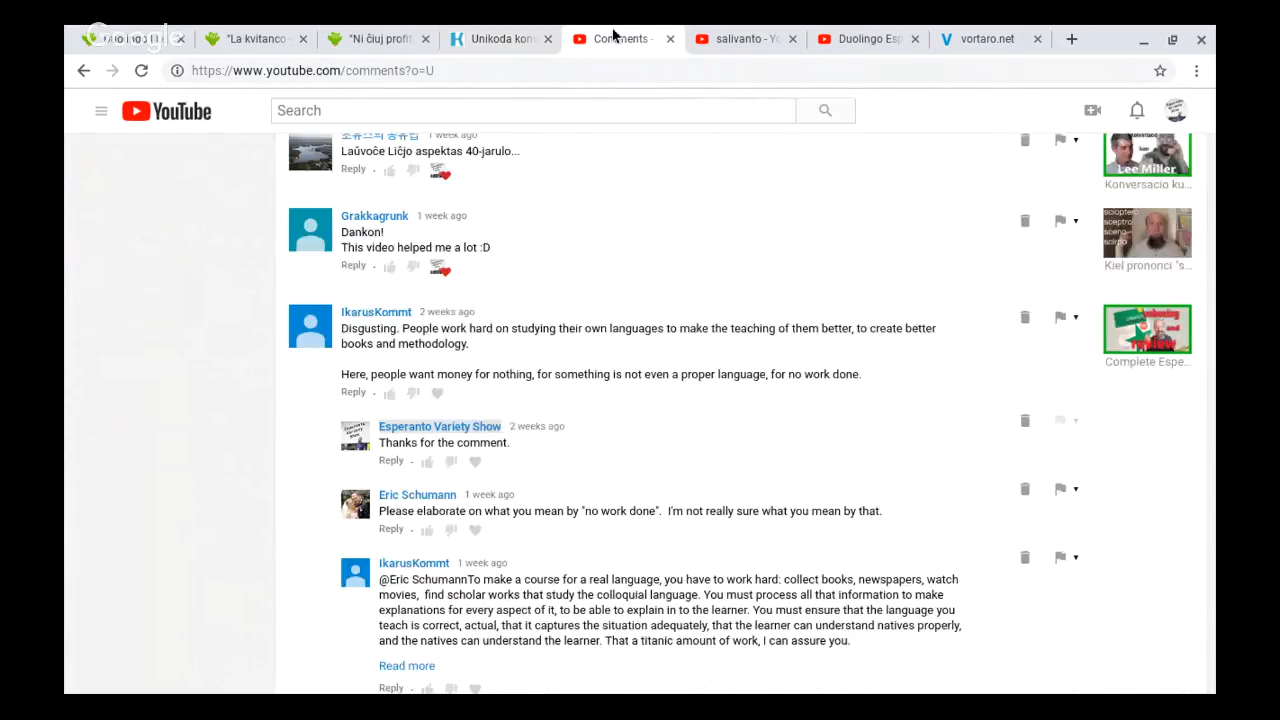 Google
"La kvitanco
"Ni ĉiuj profit
Unikoda kon
Comments -
salivanto - Yo
Duolingo Esp
vortaro.net
https://www.youtube.com/comments?o=U
YouTube
Search
1 week ago
Laŭvoĉe Liĉjo aspektas 40-jarulo...
Reply
Lee Miller
Konversacio ku...
Grakkagrunk 1 week ago
Dankon!
This video helped me a lot :D
Reply
scioptero
sceptro
sceno
scirpo
Kiel prononci "s...
IkarusKommt 2 weeks ago
Disgusting. People work hard on studying their own languages to make the teaching of them better, to create better
books and methodology.
Here, people want money for nothing, for something is not even a proper language, for no work done.
Reply
unboxing
and
review
Complete Espe...
Esperanto Variety Show 2 weeks ago
Thanks for the comment.
Reply
Eric Schumann 1 week ago
Please elaborate on what you mean by "no work done". I'm not really sure what you mean by that.
Reply
IkarusKommt 1 week ago
@Eric SchumannTo make a course for a real language, you have to work hard: collect books, newspapers, watch
movies, find scholar works that study the colloquial language. You must process all that information to make
explanations for every aspect of it, to be able to explain in to the learner. You must ensure that the language you
teach is correct, actual, that it captures the situation adequately, that the learner can understand natives properly,
and the natives can understand the learner. That a titanic amount of work, I can assure you.
Read more
Reply